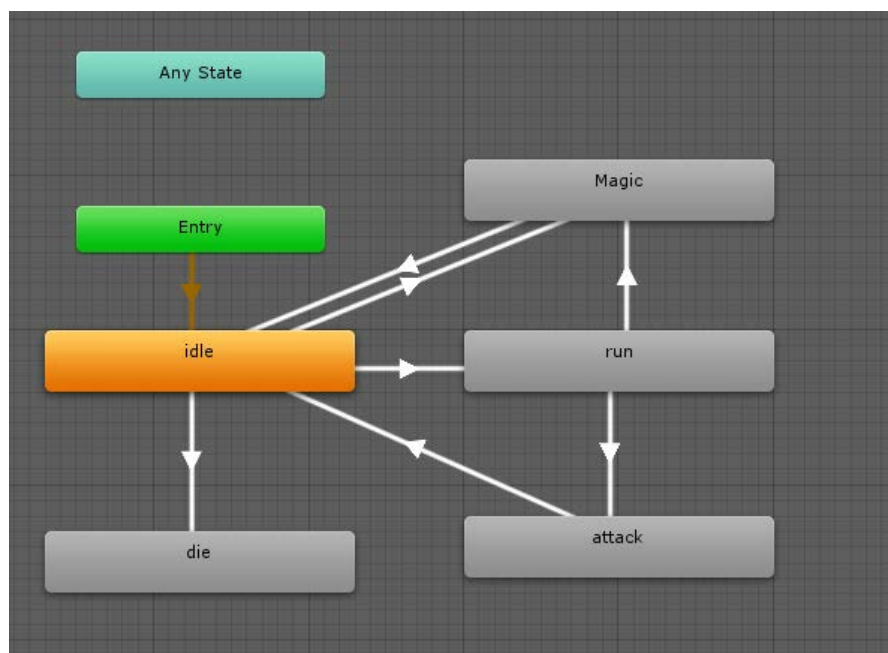 Any State
Magic
Entry
idle
run
die
attack